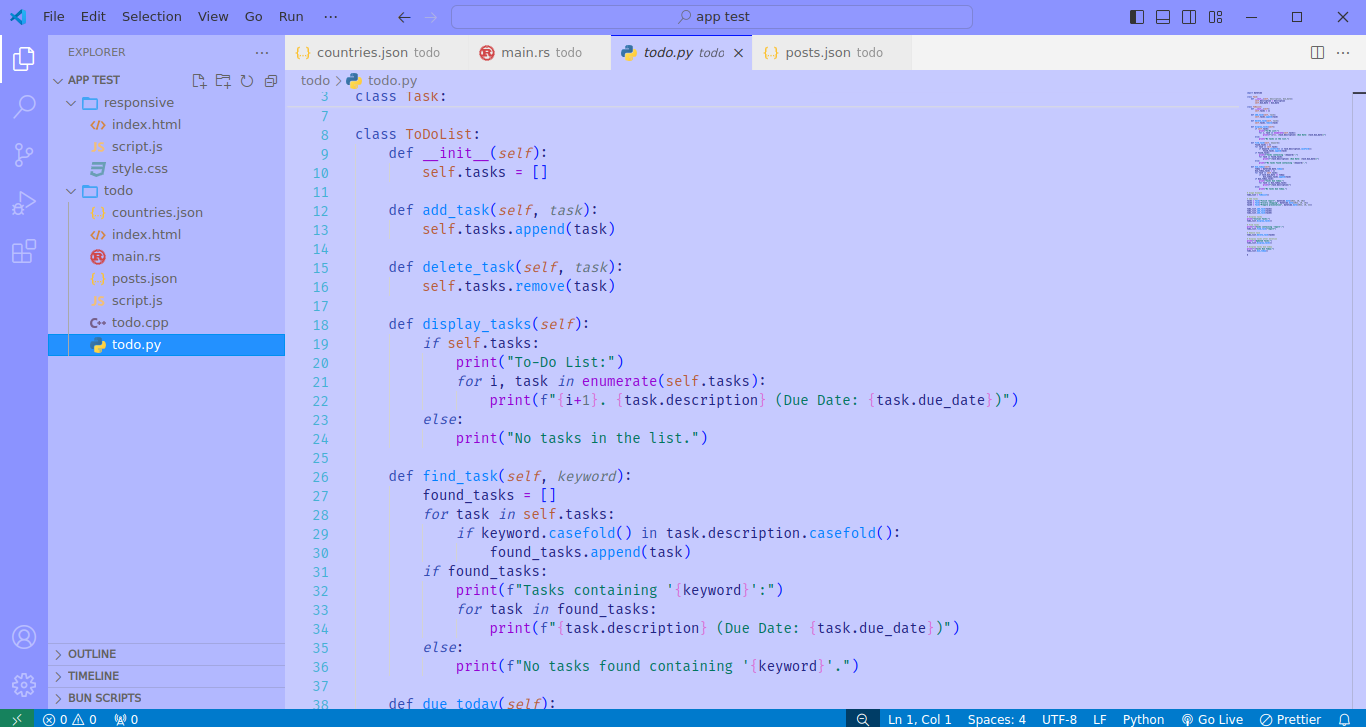 File Edit Selection View Go Run ··· app test
EXPLORER ···
APP TEST
responsive
index.html
script.js
style.css
todo
countries.json
index.html
main.rs
posts.json
script.js
todo.cpp
todo.py
OUTLINE
TIMELINE
BUN SCRIPTS
countries.json todo main.rs todo todo.py todo posts.json todo ···
todo > todo.py
3 class Task:
7
8 class ToDoList:
9 def __init__(self):
10 self.tasks = []
11
12 def add_task(self, task):
13 self.tasks.append(task)
14
15 def delete_task(self, task):
16 self.tasks.remove(task)
17
18 def display_tasks(self):
19 if self.tasks:
20 print("To-Do List:")
21 for i, task in enumerate(self.tasks):
22 print(f"{i+1}. {task.description} (Due Date: {task.due_date})")
23 else:
24 print("No tasks in the list.")
25
26 def find_task(self, keyword):
27 found_tasks = []
28 for task in self.tasks:
29 if keyword.casefold() in task.description.casefold():
30 found_tasks.append(task)
31 if found_tasks:
32 print(f"Tasks containing '{keyword}':")
33 for task in found_tasks:
34 print(f"{task.description} (Due Date: {task.due_date})")
35 else:
36 print(f"No tasks found containing '{keyword}'.")
37
38 def due_today(self):
0 0 0 Ln 1, Col 1 Spaces: 4 UTF-8 LF Python Go Live Prettier